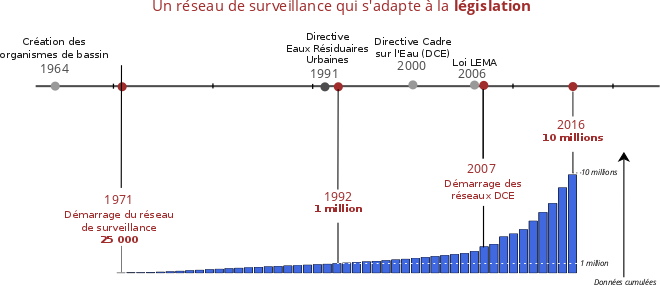 Un réseau de surveillance qui s'adapte à la législation
Création des
organismes de bassin
1964
Directive
Eaux Résiduaires
Urbaines
1991
Directive Cadre
sur l'Eau (DCE)
2000
Loi LEMA
2006
1971
Démarrage du réseau
de surveillance
25 000
1992
1 million
2007
Démarrage des
réseaux DCE
2016
10 millions
10 millions
1 million
Données cumulées